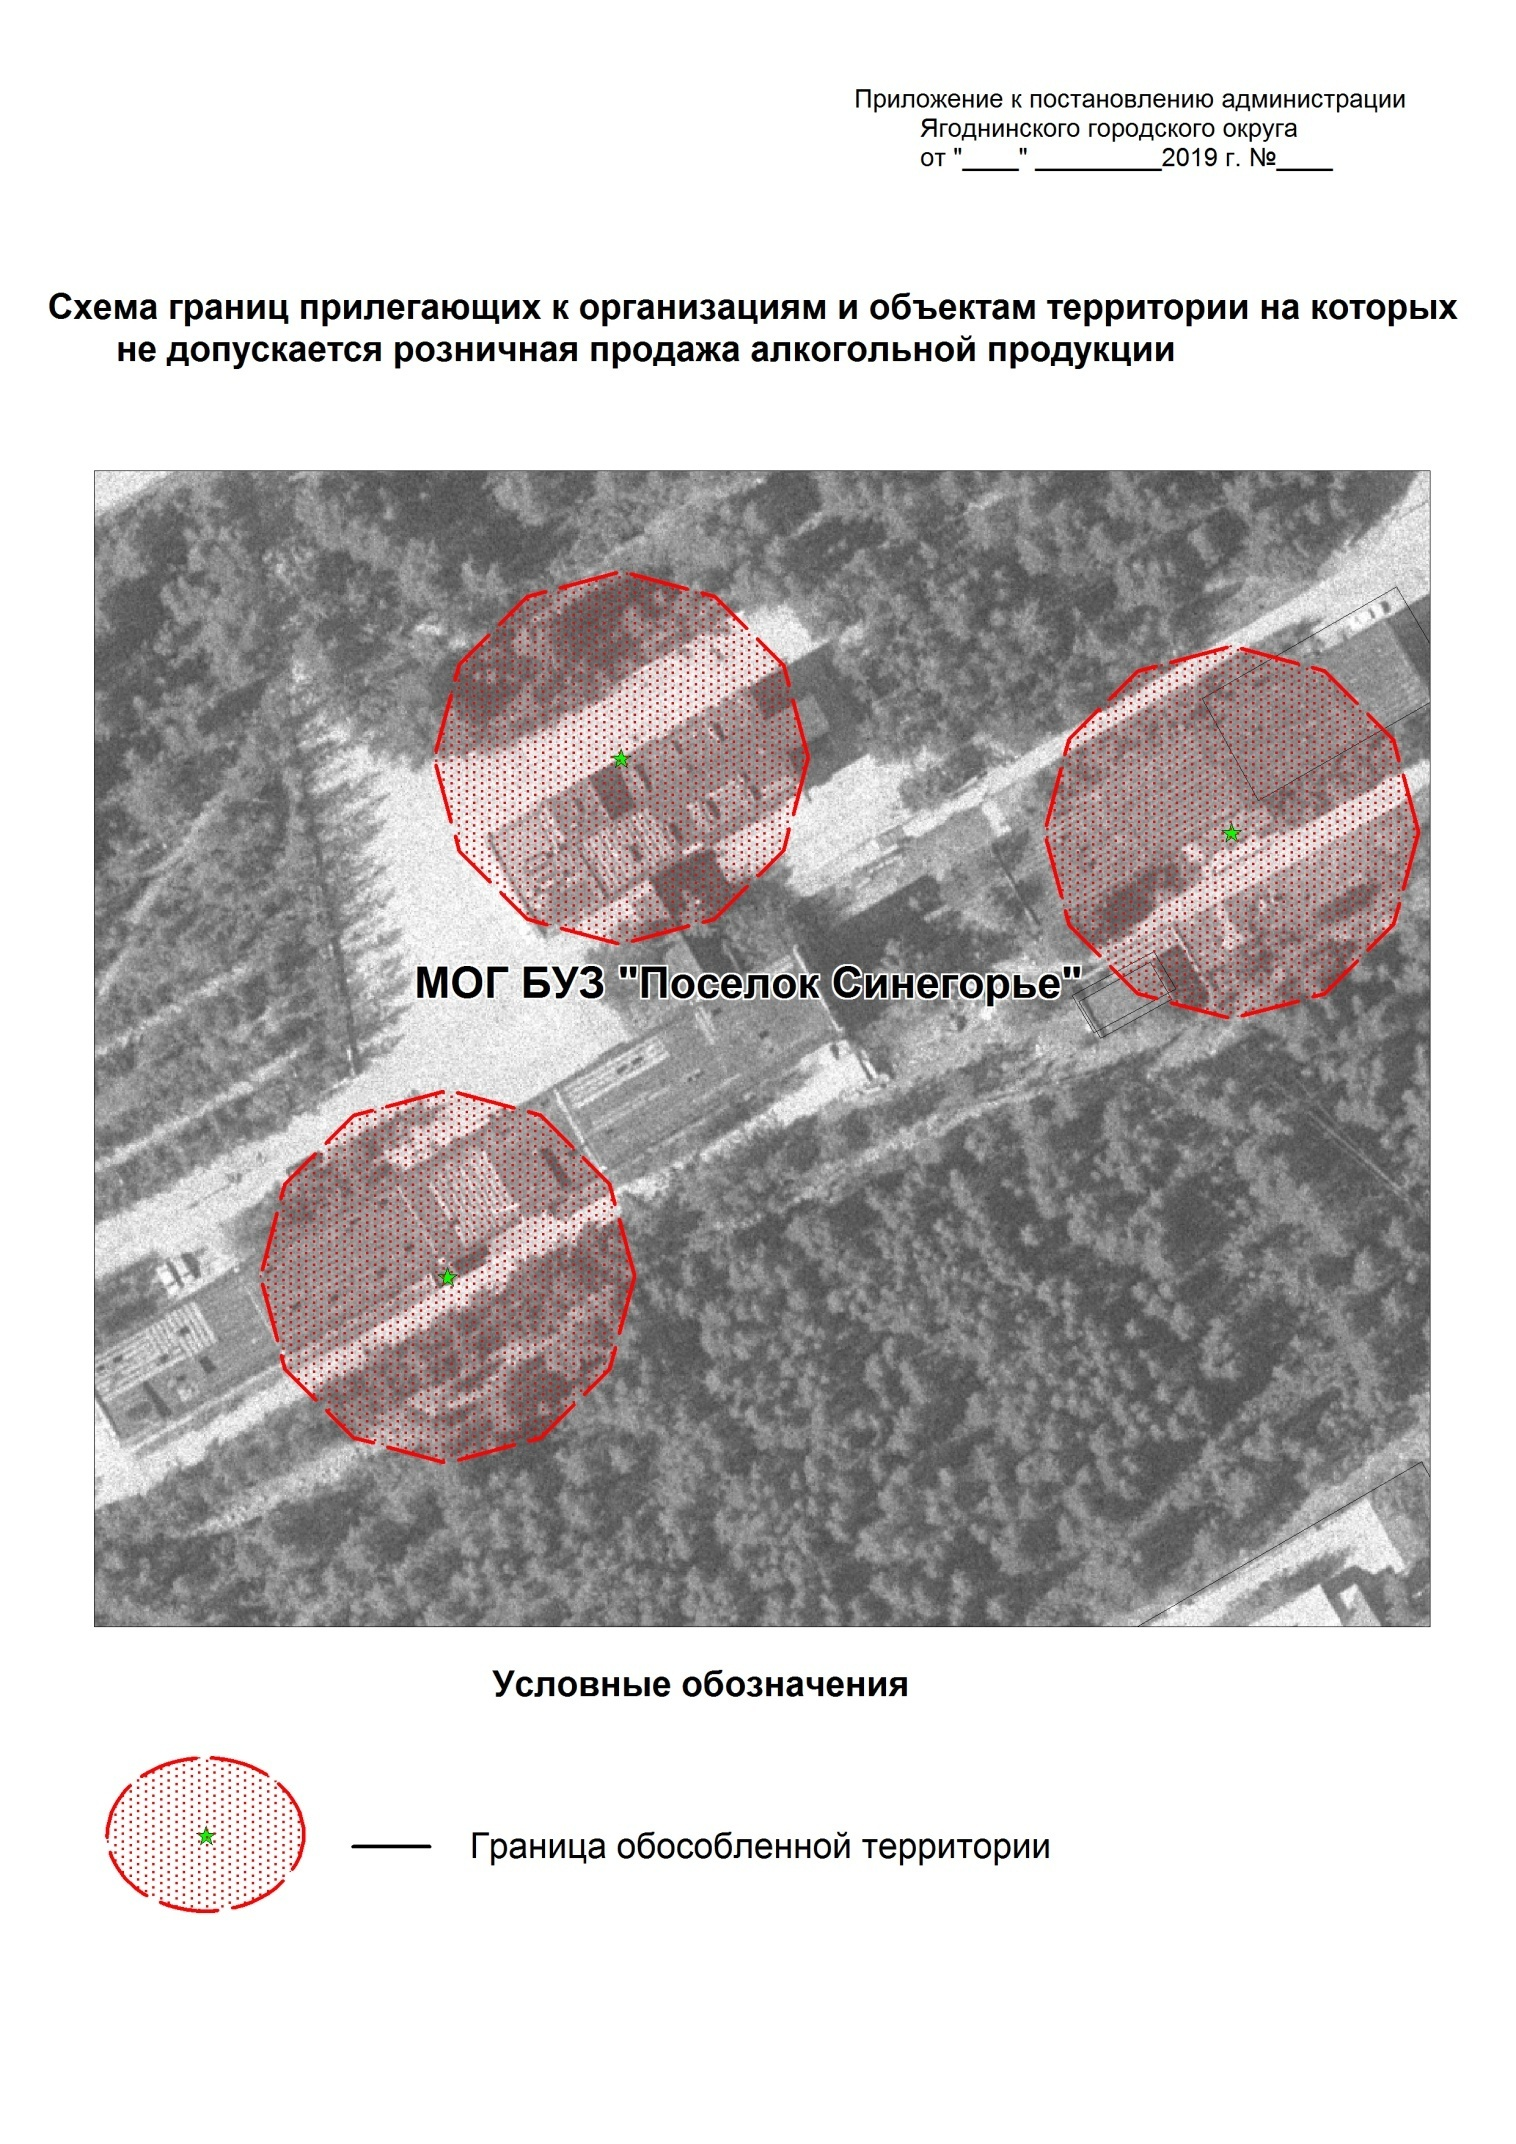 Приложение к постановлению администрации
Ягоднинского городского округа
от "____" _________2019 г. №____
Схема границ прилегающих к организациям и объектам территории на которых
не допускается розничная продажа алкогольной продукции
МОГ БУЗ "Поселок Синегорье"
Условные обозначения
Граница обособленной территории